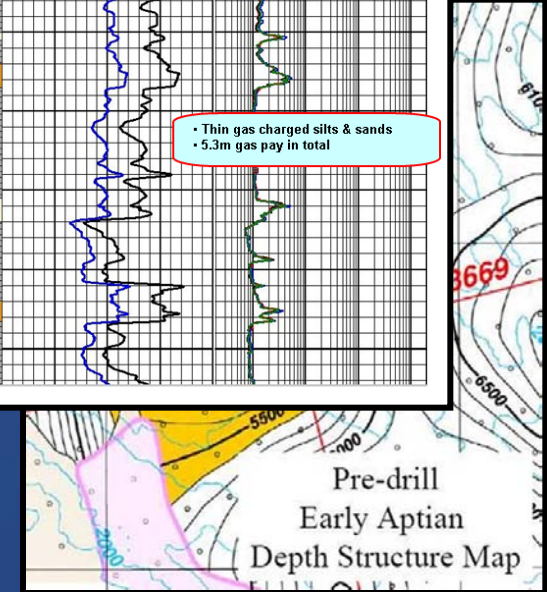 • Thin gas charged silts & sands
• 5.3m gas pay in total
3669
6500
5500
2000
Pre-drill
Early Aptian
Depth Structure Map